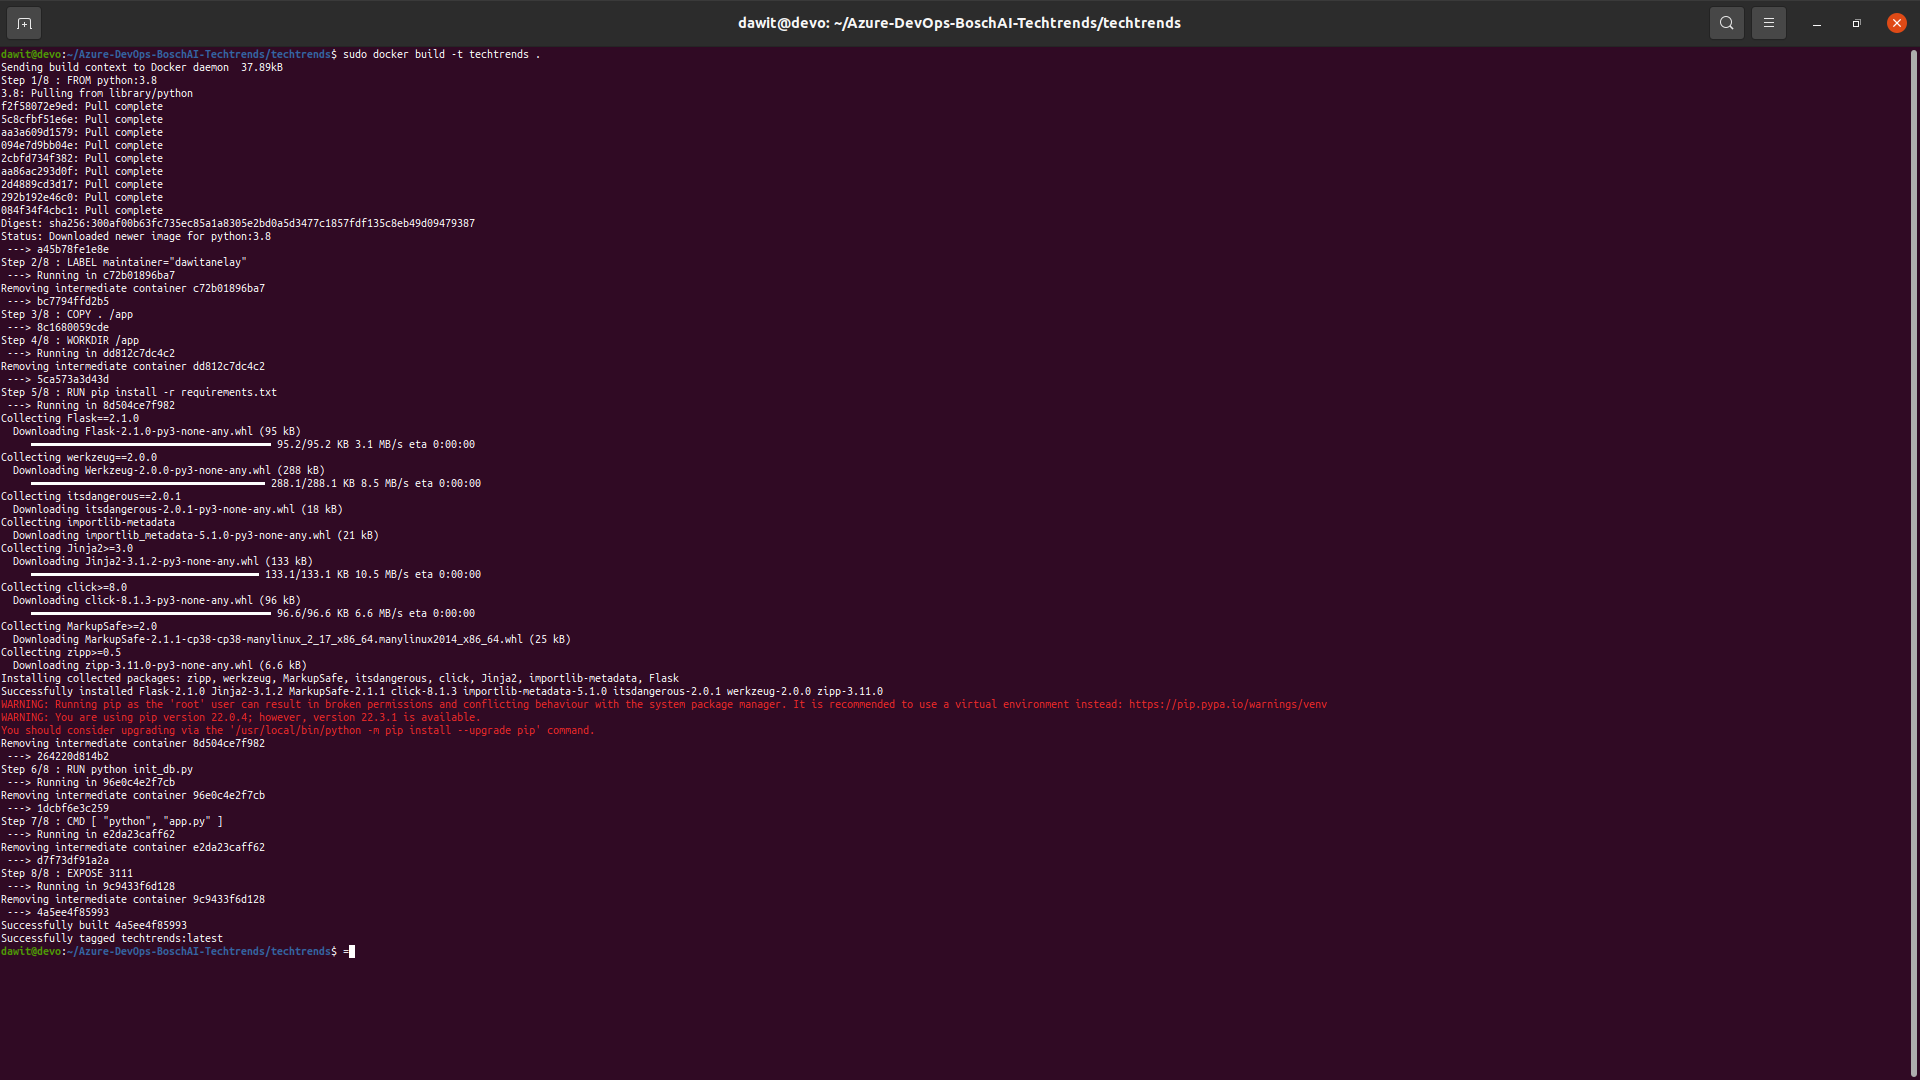 dawit@devo: ~/Azure-DevOps-BoschAI-Techtrends/techtrends
dawit@devo:~/Azure-DevOps-BoschAI-Techtrends/techtrends$ sudo docker build -t techtrends .
Sending build context to Docker daemon  37.89kB
Step 1/8 : FROM python:3.8
3.8: Pulling from library/python
f2f58072e9ed: Pull complete
5c8cfbf51e6e: Pull complete
aa3a609d1579: Pull complete
094e7d9bb04e: Pull complete
2cbfd734f382: Pull complete
aa86ac293d0f: Pull complete
2d4889cd3d17: Pull complete
292b192e46c0: Pull complete
084f34f4cbc1: Pull complete
Digest: sha256:300af00b63fc735ec85a1a8305e2bd0a5d3477c1857fdf135c8eb49d09479387
Status: Downloaded newer image for python:3.8
 ---> a45b78fe1e8e
Step 2/8 : LABEL maintainer="dawitanelay"
 ---> Running in c72b01896ba7
Removing intermediate container c72b01896ba7
 ---> bc7794ffd2b5
Step 3/8 : COPY . /app
 ---> 8c1680059cde
Step 4/8 : WORKDIR /app
 ---> Running in dd812c7dc4c2
Removing intermediate container dd812c7dc4c2
 ---> 5ca573a3d43d
Step 5/8 : RUN pip install -r requirements.txt
 ---> Running in 8d504ce7f982
Collecting Flask==2.1.0
  Downloading Flask-2.1.0-py3-none-any.whl (95 kB)
95.2/95.2 KB 3.1 MB/s eta 0:00:00
Collecting werkzeug==2.0.0
  Downloading Werkzeug-2.0.0-py3-none-any.whl (288 kB)
288.1/288.1 KB 8.5 MB/s eta 0:00:00
Collecting itsdangerous==2.0.1
  Downloading itsdangerous-2.0.1-py3-none-any.whl (18 kB)
Collecting importlib-metadata
  Downloading importlib_metadata-5.1.0-py3-none-any.whl (21 kB)
Collecting Jinja2>=3.0
  Downloading Jinja2-3.1.2-py3-none-any.whl (133 kB)
133.1/133.1 KB 10.5 MB/s eta 0:00:00
Collecting click>=8.0
  Downloading click-8.1.3-py3-none-any.whl (96 kB)
96.6/96.6 KB 6.6 MB/s eta 0:00:00
Collecting MarkupSafe>=2.0
  Downloading MarkupSafe-2.1.1-cp38-cp38-manylinux_2_17_x86_64.manylinux2014_x86_64.whl (25 kB)
Collecting zipp>=0.5
  Downloading zipp-3.11.0-py3-none-any.whl (6.6 kB)
Installing collected packages: zipp, werkzeug, MarkupSafe, itsdangerous, click, Jinja2, importlib-metadata, Flask
Successfully installed Flask-2.1.0 Jinja2-3.1.2 MarkupSafe-2.1.1 click-8.1.3 importlib-metadata-5.1.0 itsdangerous-2.0.1 werkzeug-2.0.0 zipp-3.11.0
WARNING: Running pip as the 'root' user can result in broken permissions and conflicting behaviour with the system package manager. It is recommended to use a virtual environment instead: https://pip.pypa.io/warnings/venv
WARNING: You are using pip version 22.0.4; however, version 22.3.1 is available.
You should consider upgrading via the '/usr/local/bin/python -m pip install --upgrade pip' command.
Removing intermediate container 8d504ce7f982
 ---> 264220d814b2
Step 6/8 : RUN python init_db.py
 ---> Running in 96e0c4e2f7cb
Removing intermediate container 96e0c4e2f7cb
 ---> 1dcbf6e3c259
Step 7/8 : CMD [ "python", "app.py" ]
 ---> Running in e2da23caff62
Removing intermediate container e2da23caff62
 ---> d7f73df91a2a
Step 8/8 : EXPOSE 3111
 ---> Running in 9c9433f6d128
Removing intermediate container 9c9433f6d128
 ---> 4a5ee4f85993
Successfully built 4a5ee4f85993
Successfully tagged techtrends:latest
dawit@devo:~/Azure-DevOps-BoschAI-Techtrends/techtrends$ =